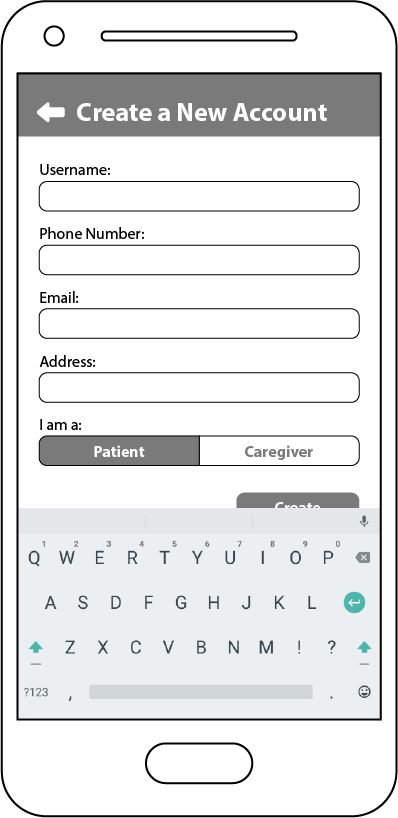 Create a New Account
Username:
Phone Number:
Email:
Address:
I am a:
Patient Caregiver
Create
1 2 3 4 5 6 7 8 9 0
Q W E R T Y U I O P
A S D F G H J K L
Z X C V B N M ! ?
?123 , .